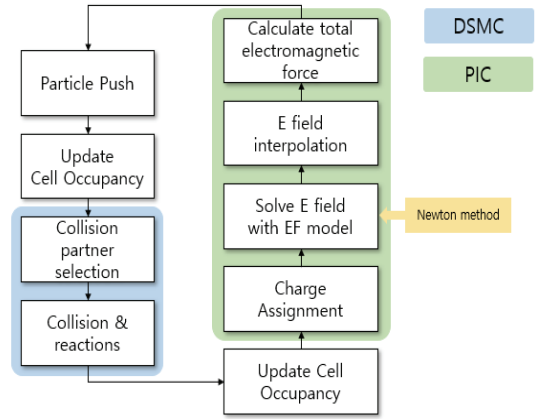 Particle Push
Update
Cell Occupancy
Collision
partner
selection
Collision &
reactions
Update Cell
Occupancy
Charge
Assignment
Solve E field
with EF model
Newton method
E field
interpolation
Calculate total
electromagnetic
force
DSMC
PIC